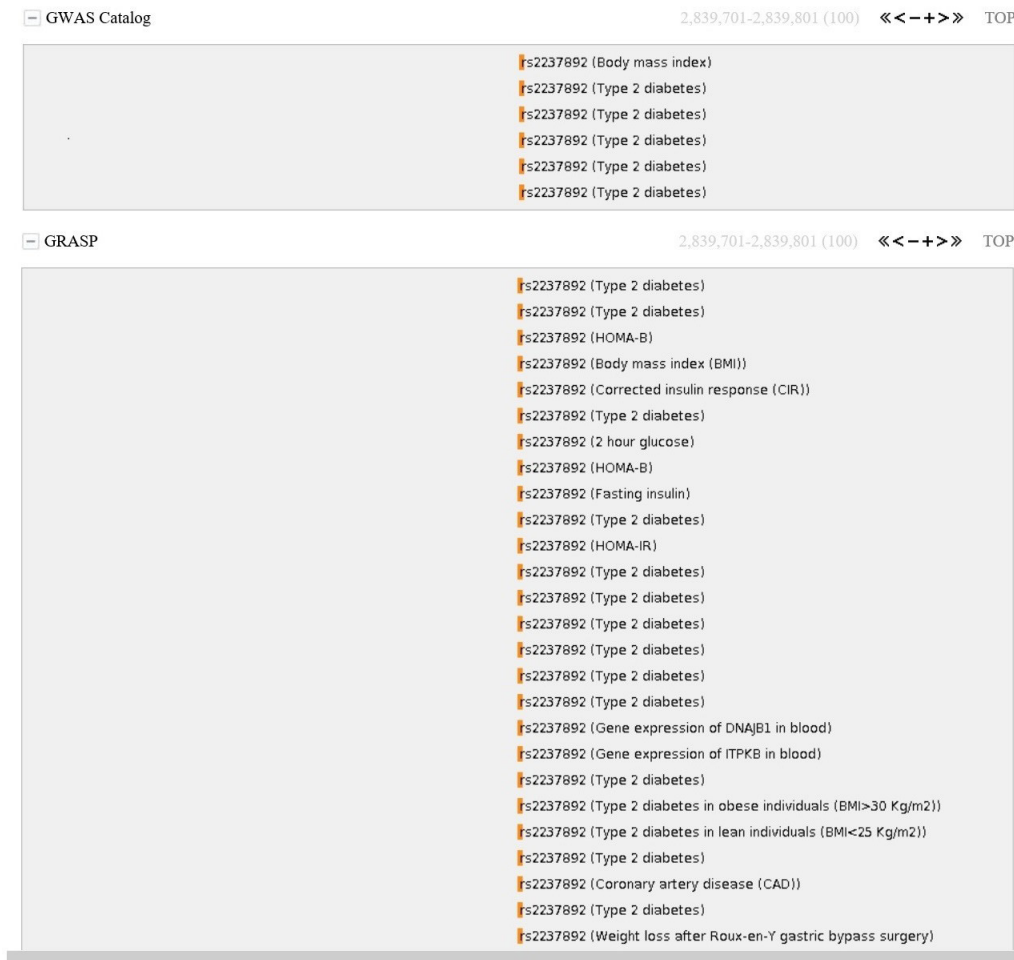 GWAS Catalog 2,839,701-2,839,801 (100) «<−+>» TOP
rs2237892 (Body mass index)
rs2237892 (Type 2 diabetes)
rs2237892 (Type 2 diabetes)
rs2237892 (Type 2 diabetes)
rs2237892 (Type 2 diabetes)
rs2237892 (Type 2 diabetes)
GRASP 2,839,701-2,839,801 (100) «<−+>» TOP
rs2237892 (Type 2 diabetes)
rs2237892 (Type 2 diabetes)
rs2237892 (HOMA-B)
rs2237892 (Body mass index (BMI))
rs2237892 (Corrected insulin response (CIR))
rs2237892 (Type 2 diabetes)
rs2237892 (2 hour glucose)
rs2237892 (HOMA-B)
rs2237892 (Fasting insulin)
rs2237892 (Type 2 diabetes)
rs2237892 (HOMA-IR)
rs2237892 (Type 2 diabetes)
rs2237892 (Type 2 diabetes)
rs2237892 (Type 2 diabetes)
rs2237892 (Type 2 diabetes)
rs2237892 (Type 2 diabetes)
rs2237892 (Type 2 diabetes)
rs2237892 (Gene expression of DNAJB1 in blood)
rs2237892 (Gene expression of ITPKB in blood)
rs2237892 (Type 2 diabetes)
rs2237892 (Type 2 diabetes in obese individuals (BMI>30 Kg/m2))
rs2237892 (Type 2 diabetes in lean individuals (BMI<25 Kg/m2))
rs2237892 (Type 2 diabetes)
rs2237892 (Coronary artery disease (CAD))
rs2237892 (Type 2 diabetes)
rs2237892 (Weight loss after Roux-en-Y gastric bypass surgery)